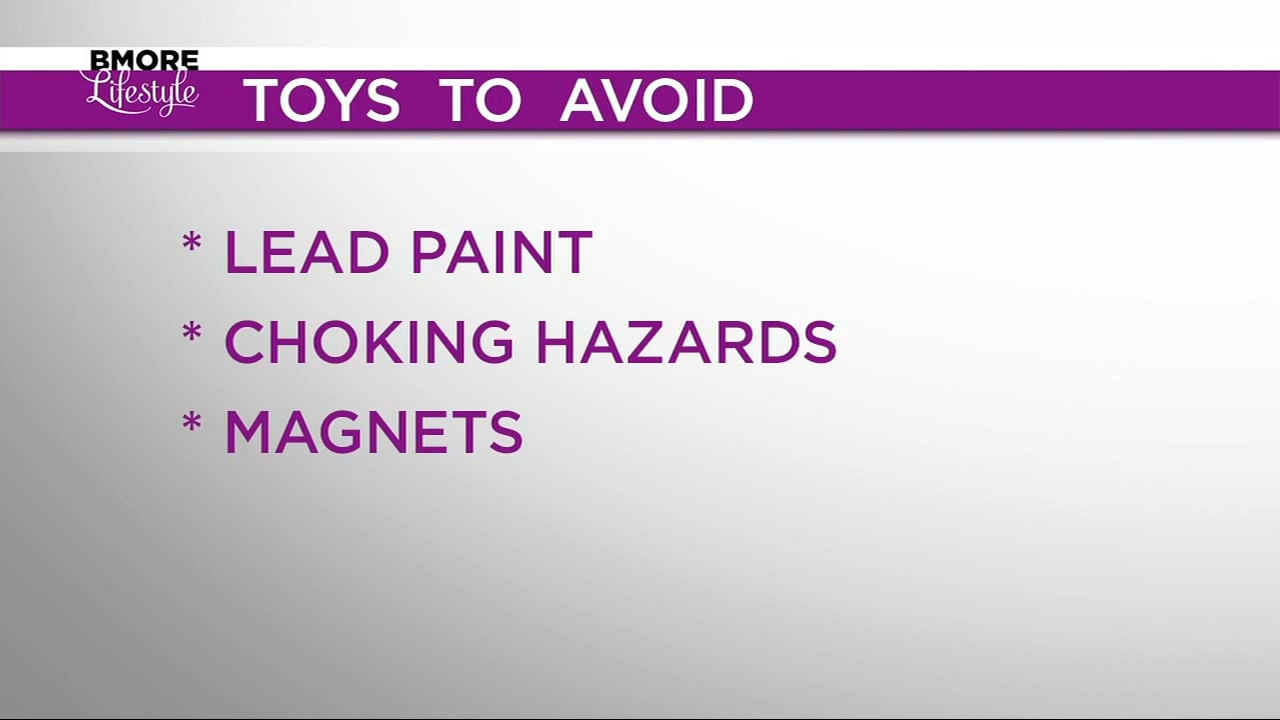 BMORE
Lifestyle
TOYS TO AVOID
* LEAD PAINT
* CHOKING HAZARDS
* MAGNETS